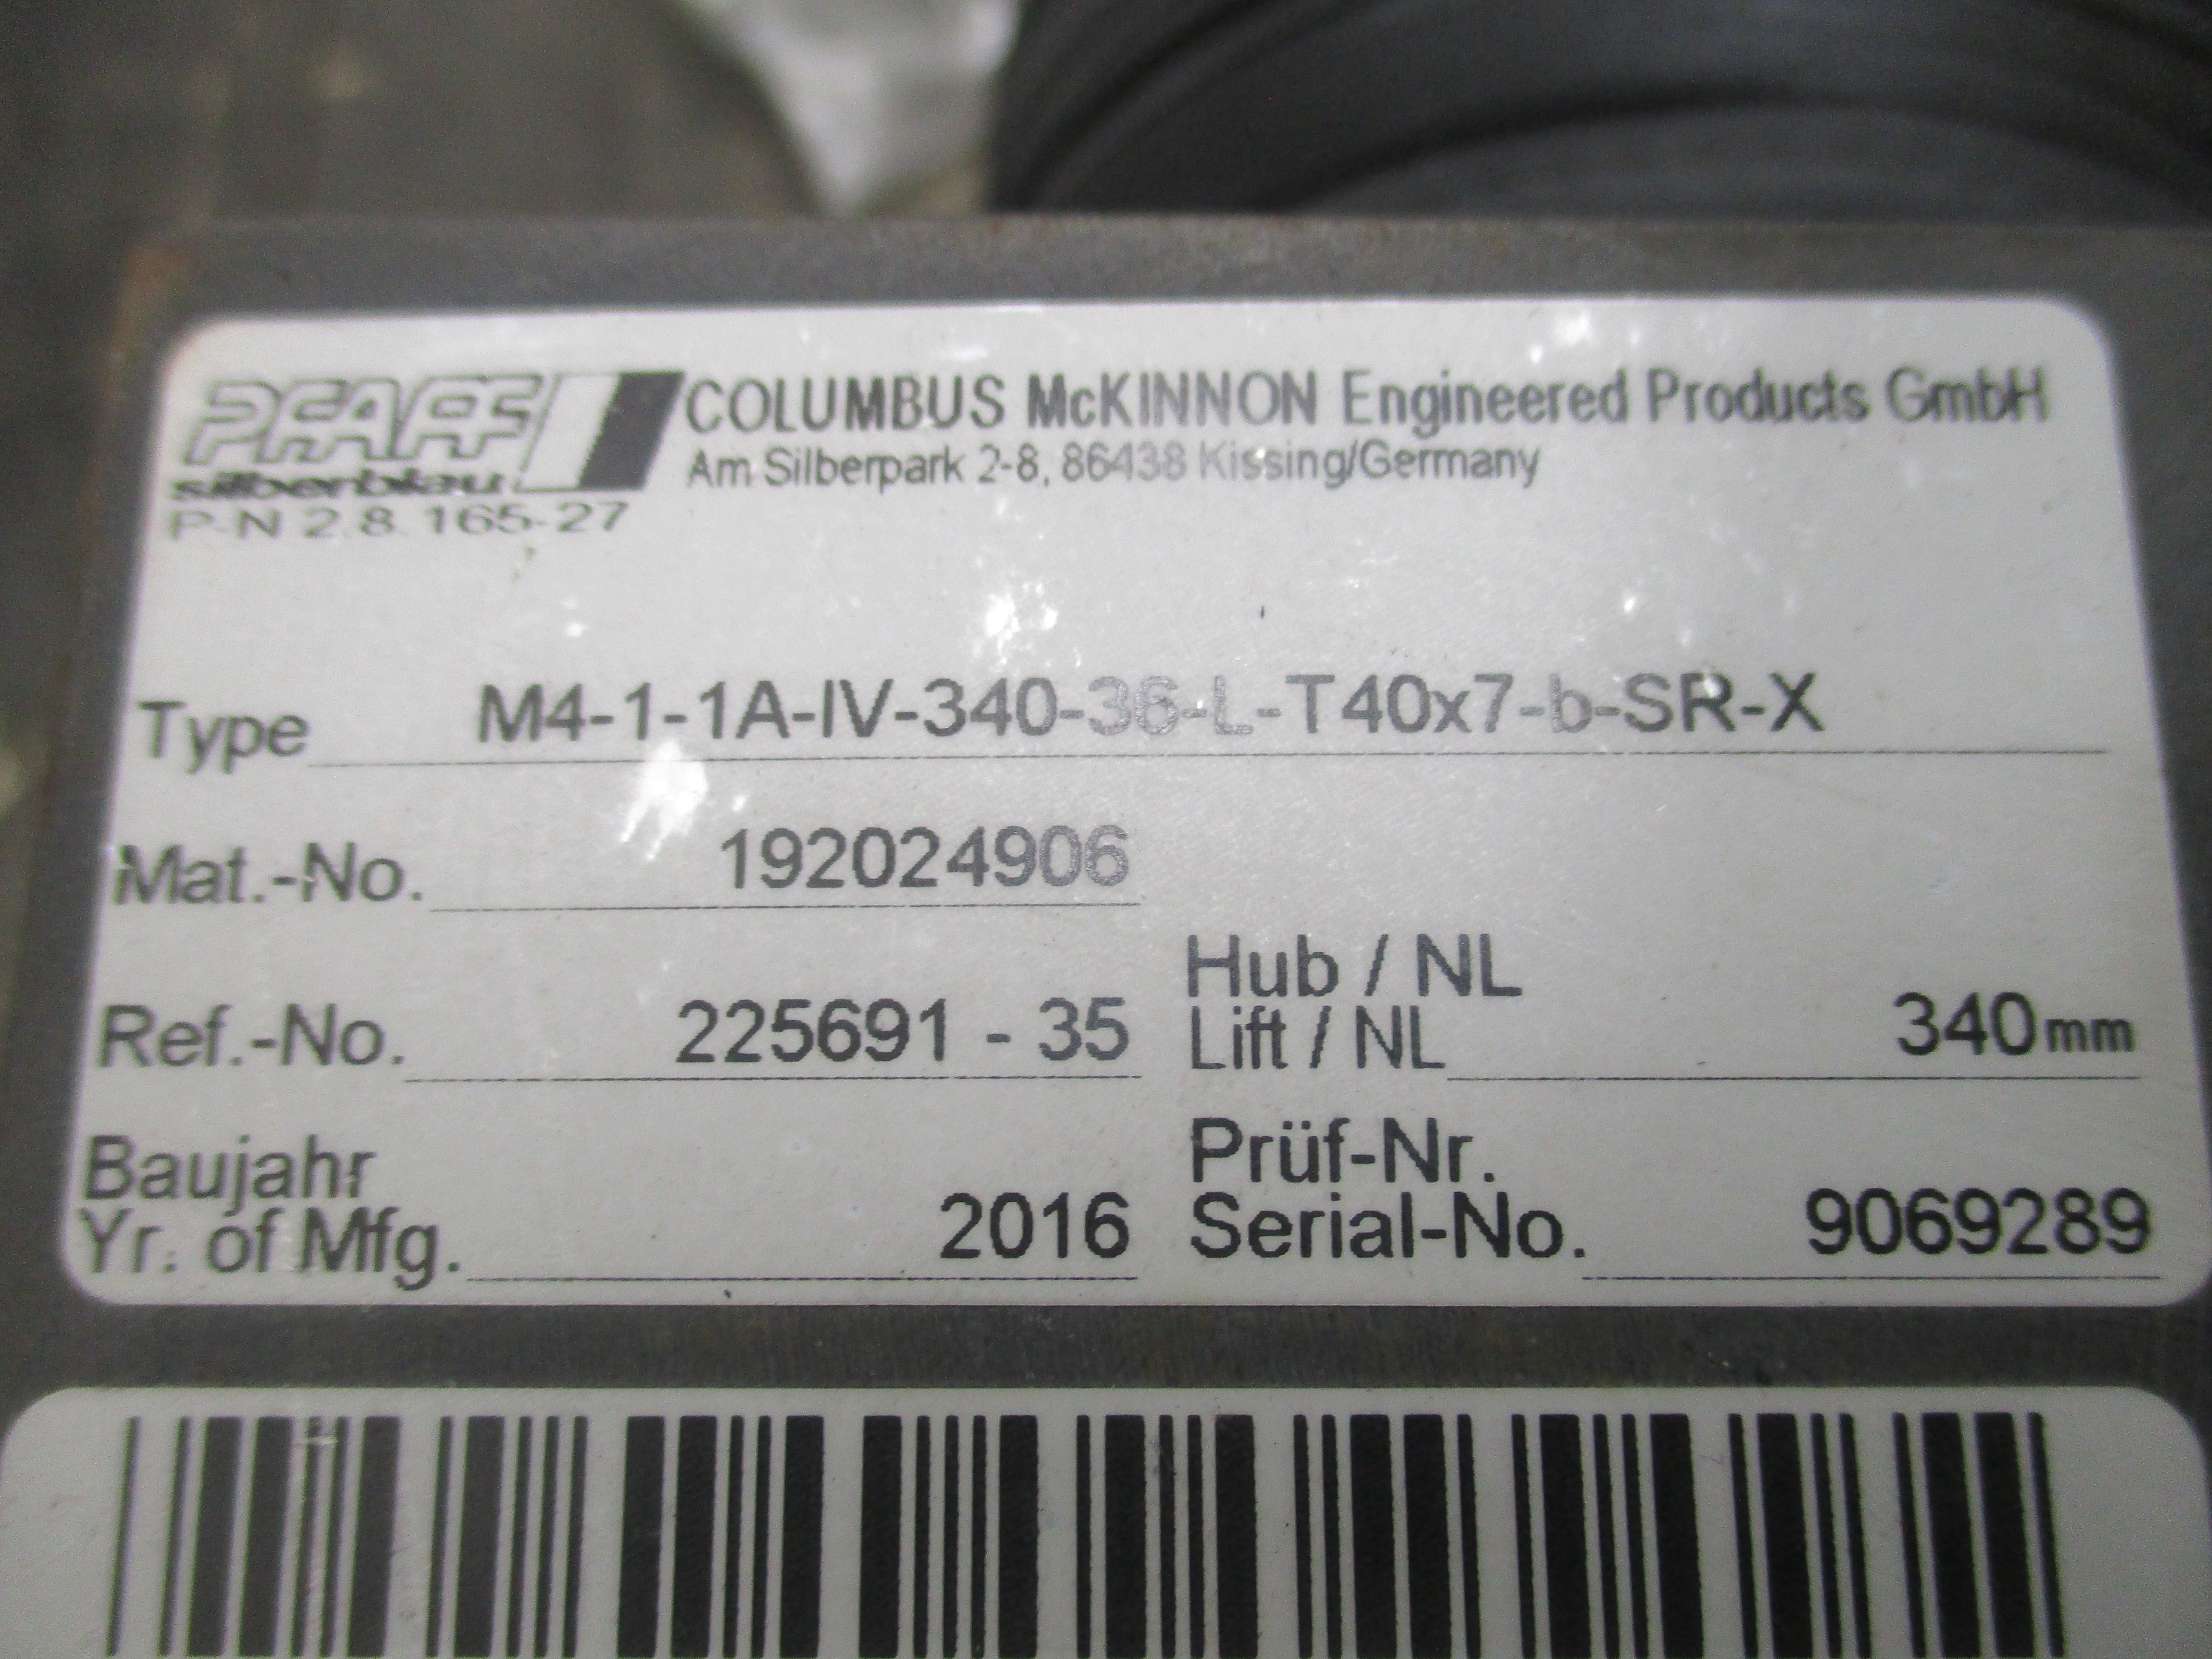 PFAFF
silberblau
P-N 2.8.165-27
COLUMBUS McKINNON Engineered Products GmbH
Am Silberpark 2-8, 86438 Kissing/Germany
Type M4-1-1A-IV-340-36-L-T40x7-b-SR-X
Mat.-No. 192024906
Ref.-No. 225691 - 35
Hub / NL
Lift / NL 340mm
Baujahr
Yr. of Mfg. 2016
Prüf-Nr.
Serial-No. 9069289